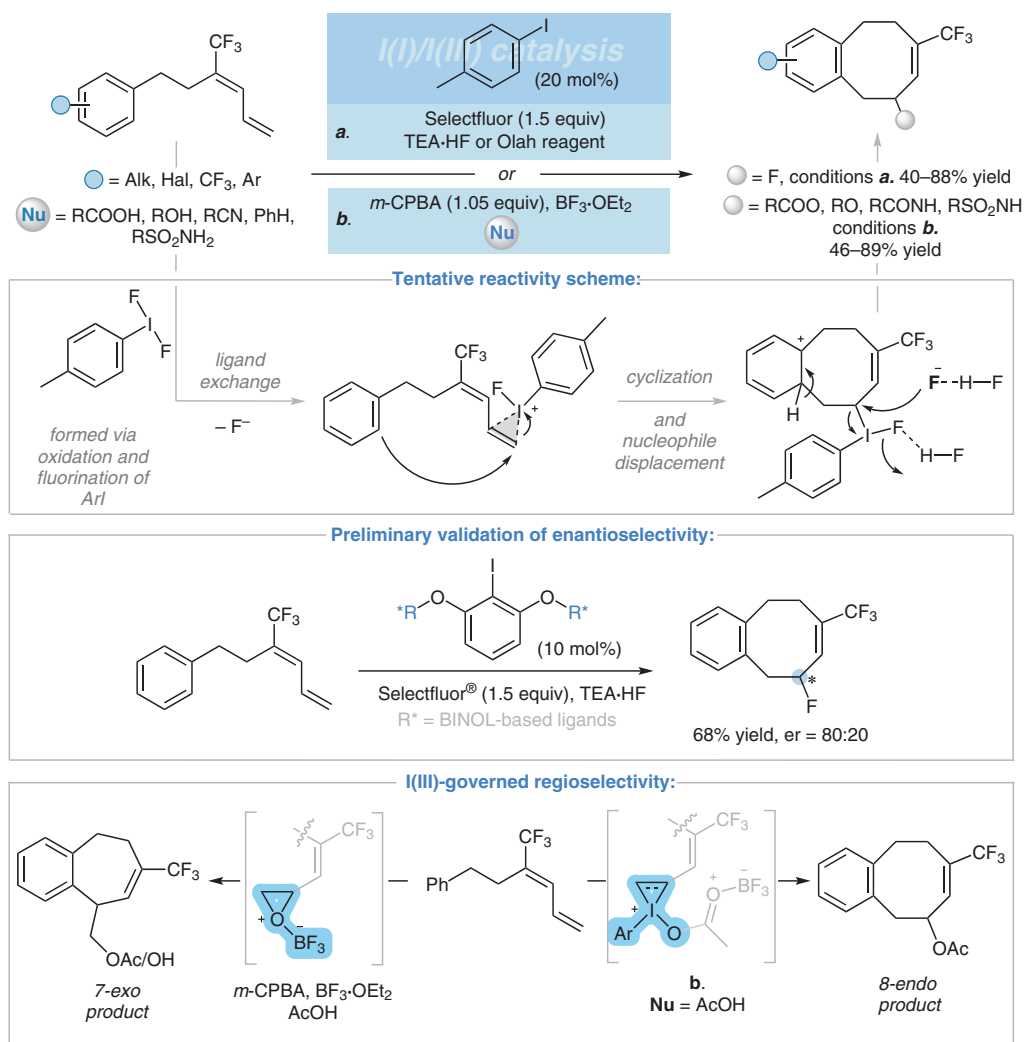 CF3
I(I)/I(III) catalysis
I
(20 mol%)
CF3
a.
Selectfluor (1.5 equiv)
TEA·HF or Olah reagent
= Alk, Hal, CF3, Ar
or
= F, conditions a. 40–88% yield
Nu = RCOOH, ROH, RCN, PhH,
RSO2NH2
b.
m-CPBA (1.05 equiv), BF3·OEt2
Nu
= RCOO, RO, RCONH, RSO2NH
conditions b.
46–89% yield
Tentative reactivity scheme:
F
I
F
formed via
oxidation and
fluorination of
ArI
ligand
exchange
– F–
CF3
F
I
+
cyclization
and
nucleophile
displacement
+
CF3
H
F– H–F
I–F
H–F
Preliminary validation of enantioselectivity:
CF3
I
*R O O R*
(10 mol%)
Selectfluor® (1.5 equiv), TEA·HF
R* = BINOL-based ligands
CF3
*
F
68% yield, er = 80:20
I(III)-governed regioselectivity:
CF3
OAc/OH
7-exo
product
CF3
+
O
–
BF3
m-CPBA, BF3·OEt2
AcOH
CF3
Ph
CF3
+
I
Ar
O
+
O
–
BF3
b.
Nu = AcOH
CF3
OAc
8-endo
product